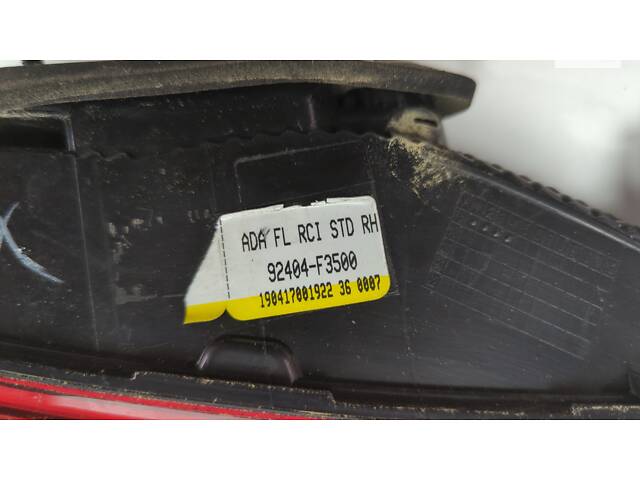 ADA FL RCI STD RH
92404-F3500
190417001922 36 0007